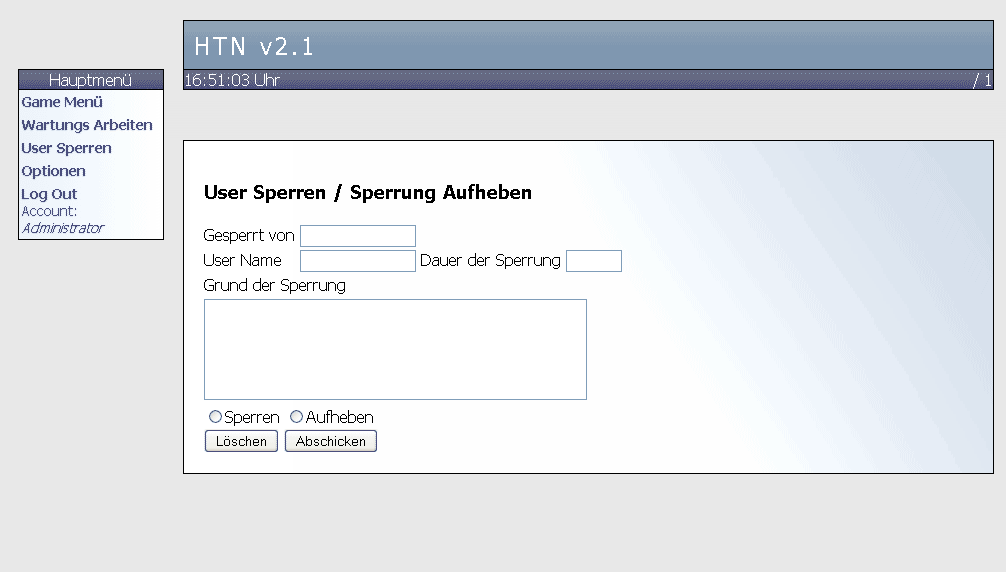 HTN v2.1
16:51:03 Uhr / 1
Hauptmenü
Game Menü
Wartungs Arbeiten
User Sperren
Optionen
Log Out
Account:
Administrator
User Sperren / Sperrung Aufheben
Gesperrt von
User Name Dauer der Sperrung
Grund der Sperrung
Sperren Aufheben
Löschen Abschicken